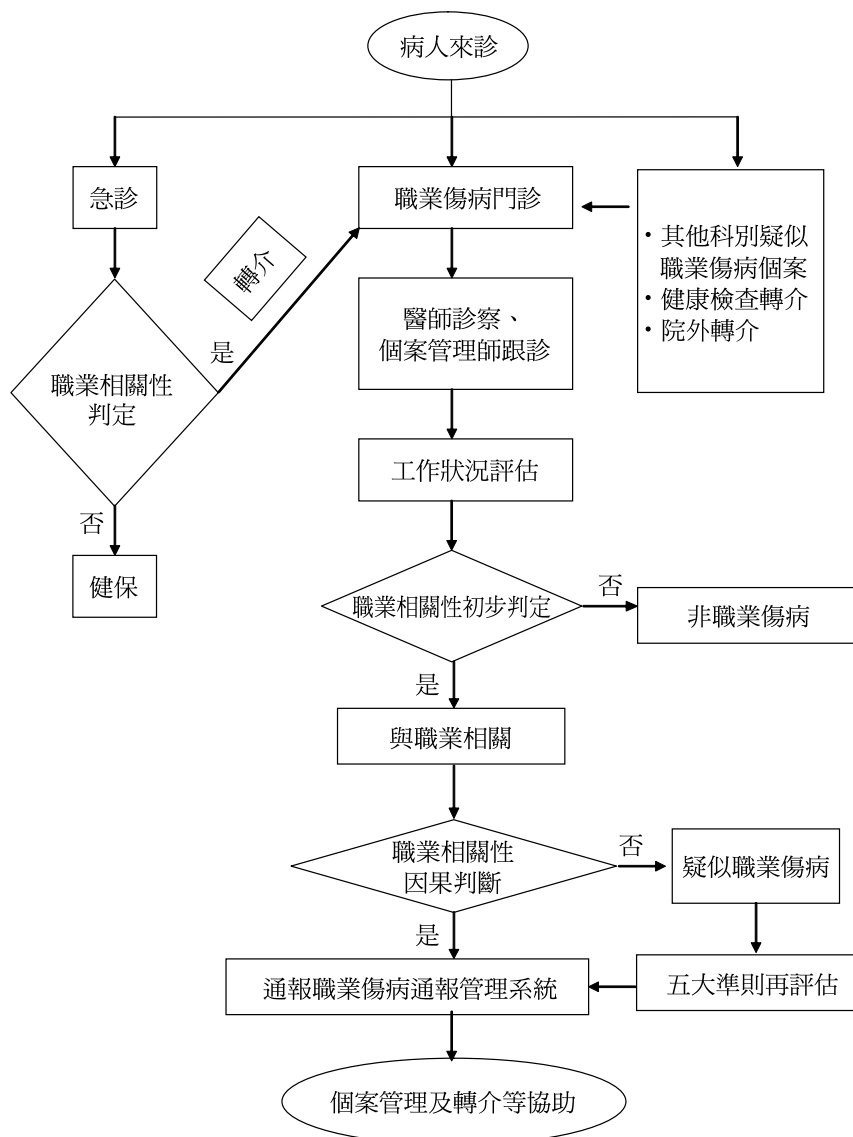 病人來診
急診
職業傷病門診
・其他科別疑似
職業傷病個案
・健康檢查轉介
・院外轉介
轉介
醫師診察、
個案管理師跟診
是
職業相關性
判定
工作狀況評估
否
健保
職業相關性初步判定
否
非職業傷病
是
與職業相關
職業相關性
因果判斷
否
疑似職業傷病
是
通報職業傷病通報管理系統
五大準則再評估
個案管理及轉介等協助